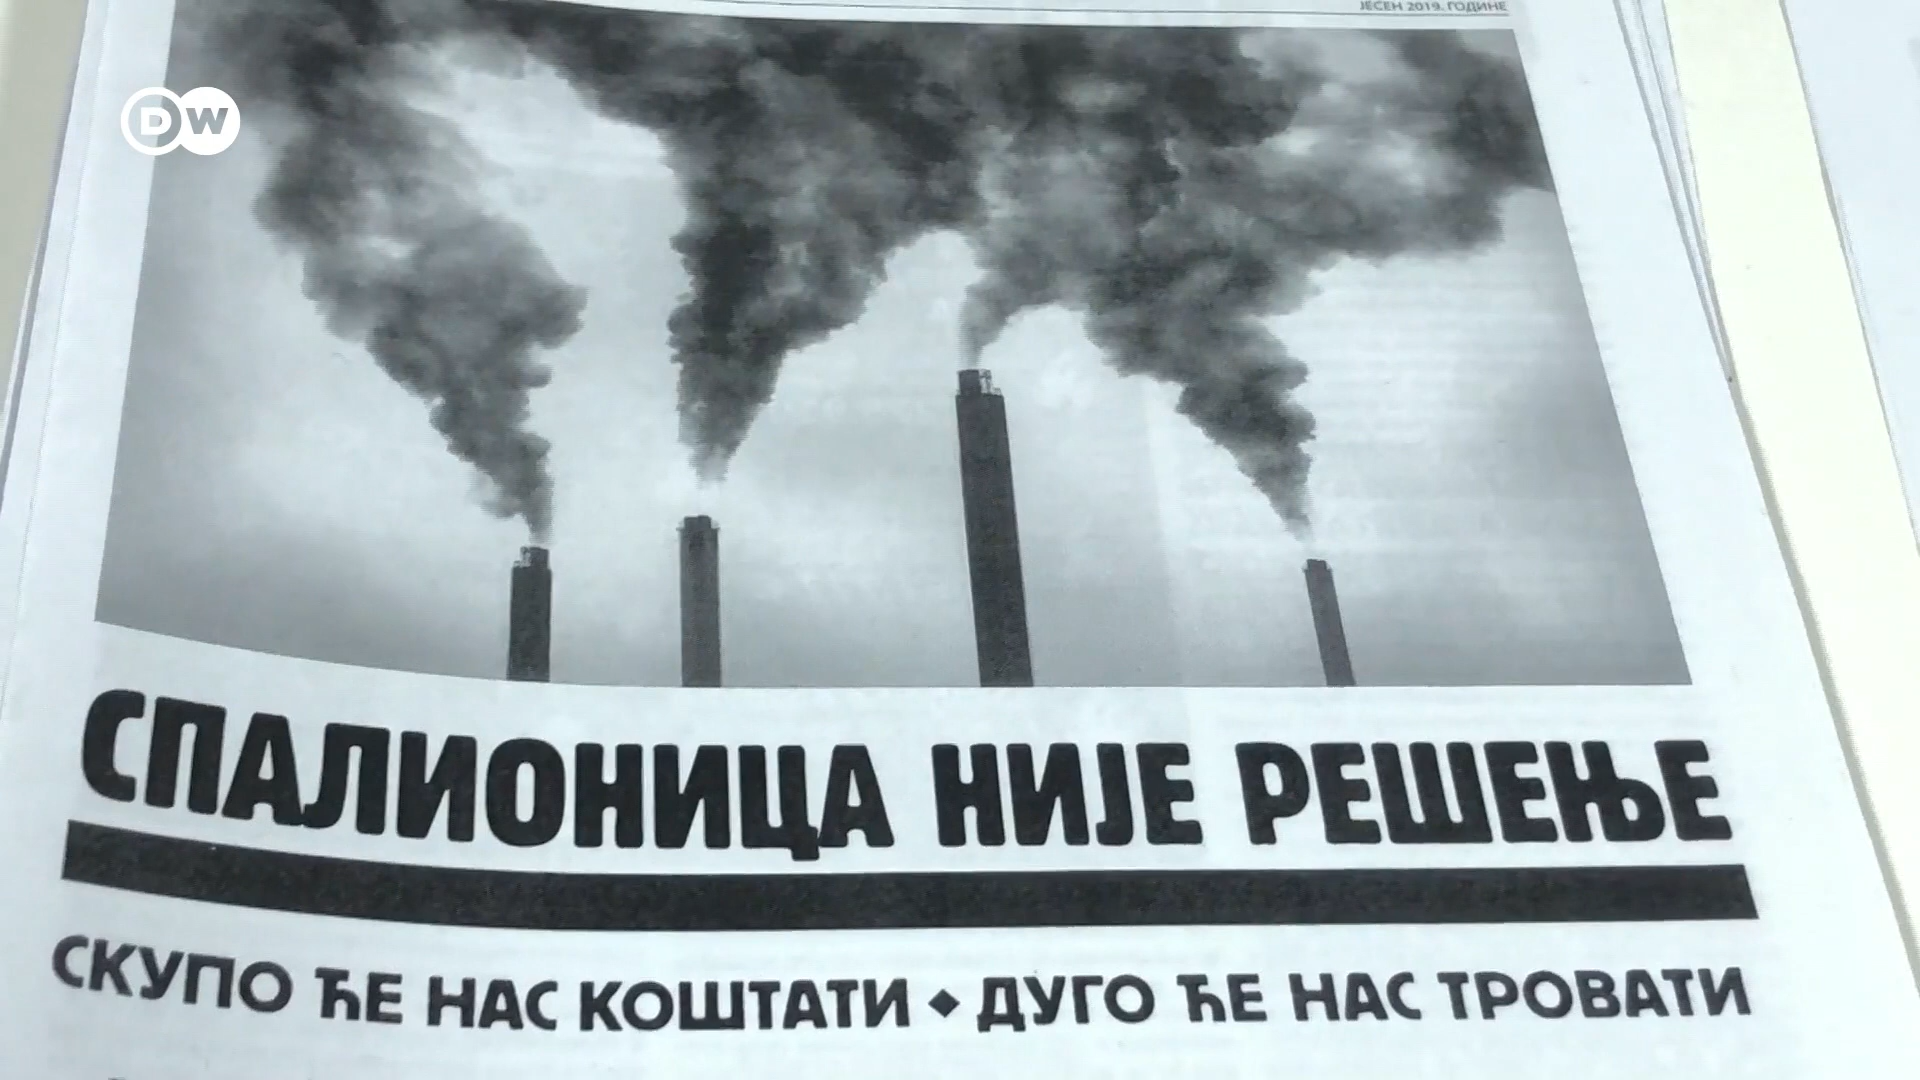 ЈЕСЕН 2019. ГОДИНЕ
DW
СПАЛИОНИЦА НИЈЕ РЕШЕЊЕ
СКУПО ЋЕ НАС КОШТАТИ ◆ ДУГО ЋЕ НАС ТРОВАТИ